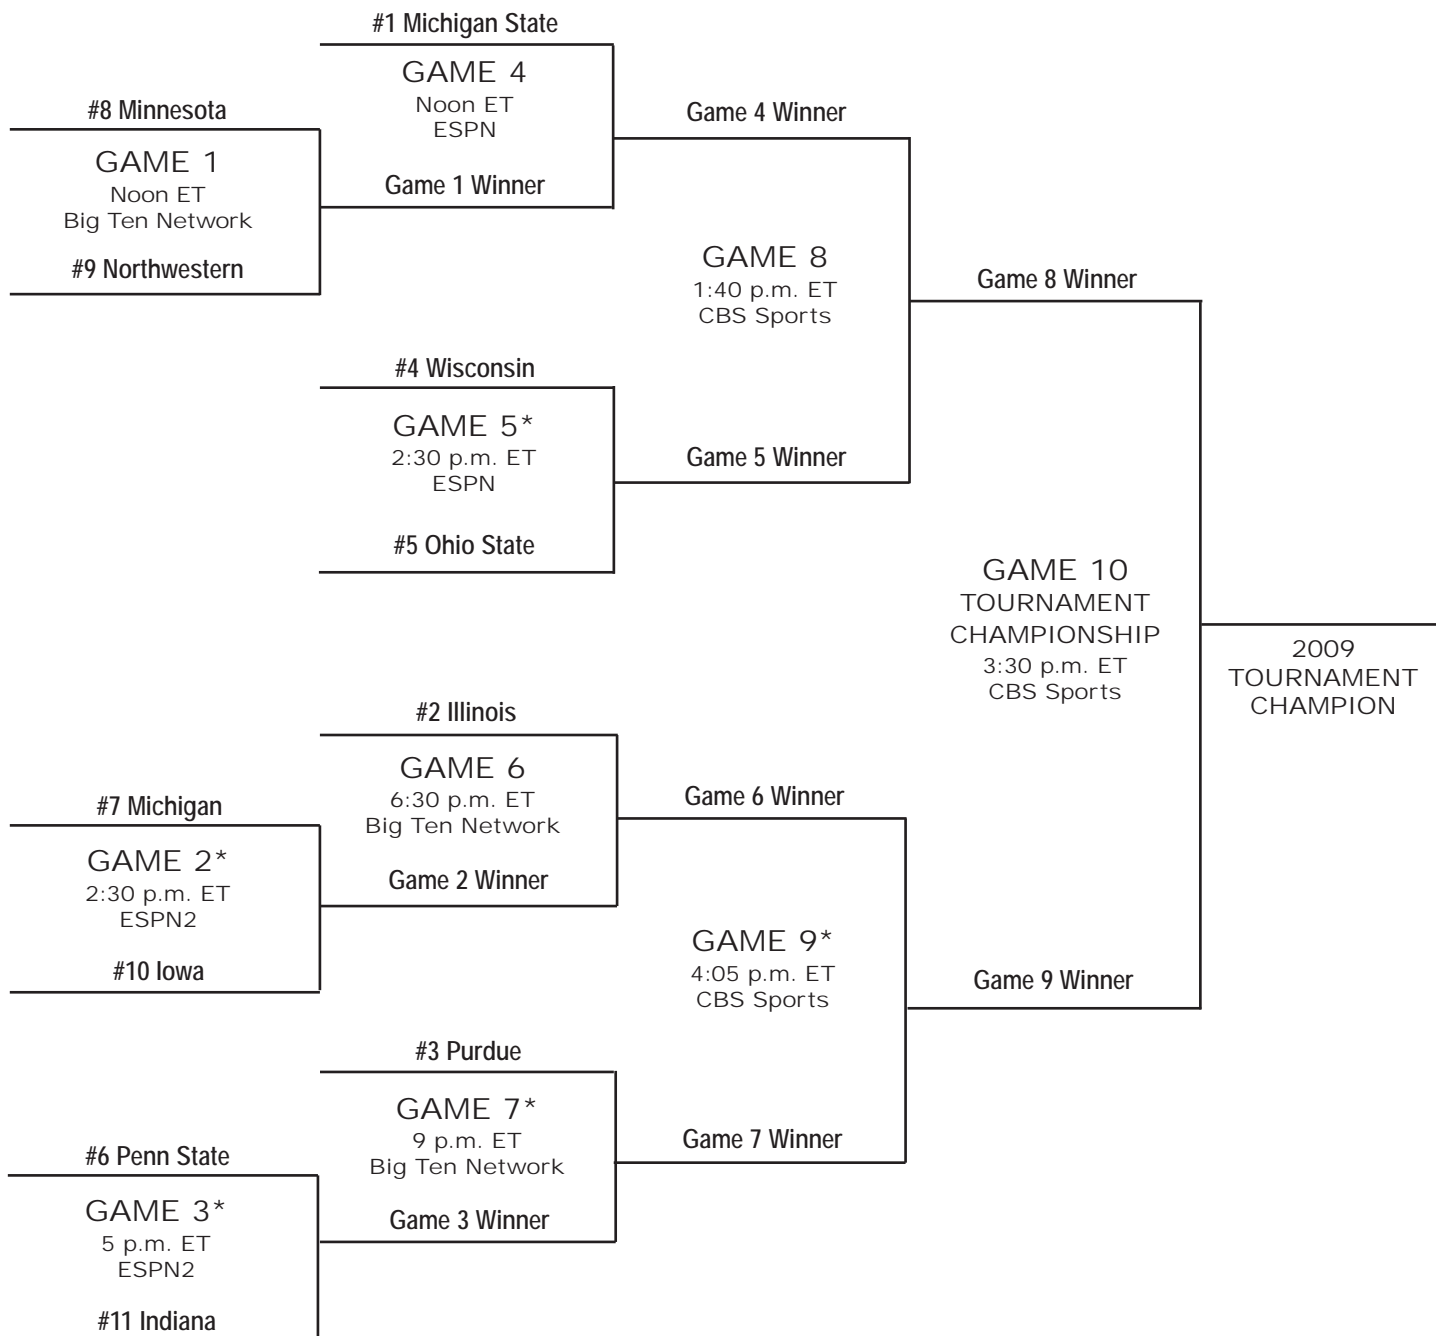 #1 Michigan State
GAME 4
Noon ET
ESPN
#8 Minnesota
GAME 1
Noon ET
Big Ten Network
#9 Northwestern
Game 1 Winner
Game 4 Winner
GAME 8
1:40 p.m. ET
CBS Sports
Game 8 Winner
#4 Wisconsin
GAME 5*
2:30 p.m. ET
ESPN
#5 Ohio State
Game 5 Winner
GAME 10
TOURNAMENT
CHAMPIONSHIP
3:30 p.m. ET
CBS Sports
2009
TOURNAMENT
CHAMPION
#2 Illinois
GAME 6
6:30 p.m. ET
Big Ten Network
#7 Michigan
GAME 2*
2:30 p.m. ET
ESPN2
#10 Iowa
Game 2 Winner
Game 6 Winner
GAME 9*
4:05 p.m. ET
CBS Sports
Game 9 Winner
#3 Purdue
GAME 7*
9 p.m. ET
Big Ten Network
Game 7 Winner
#6 Penn State
GAME 3*
5 p.m. ET
ESPN2
#11 Indiana
Game 3 Winner